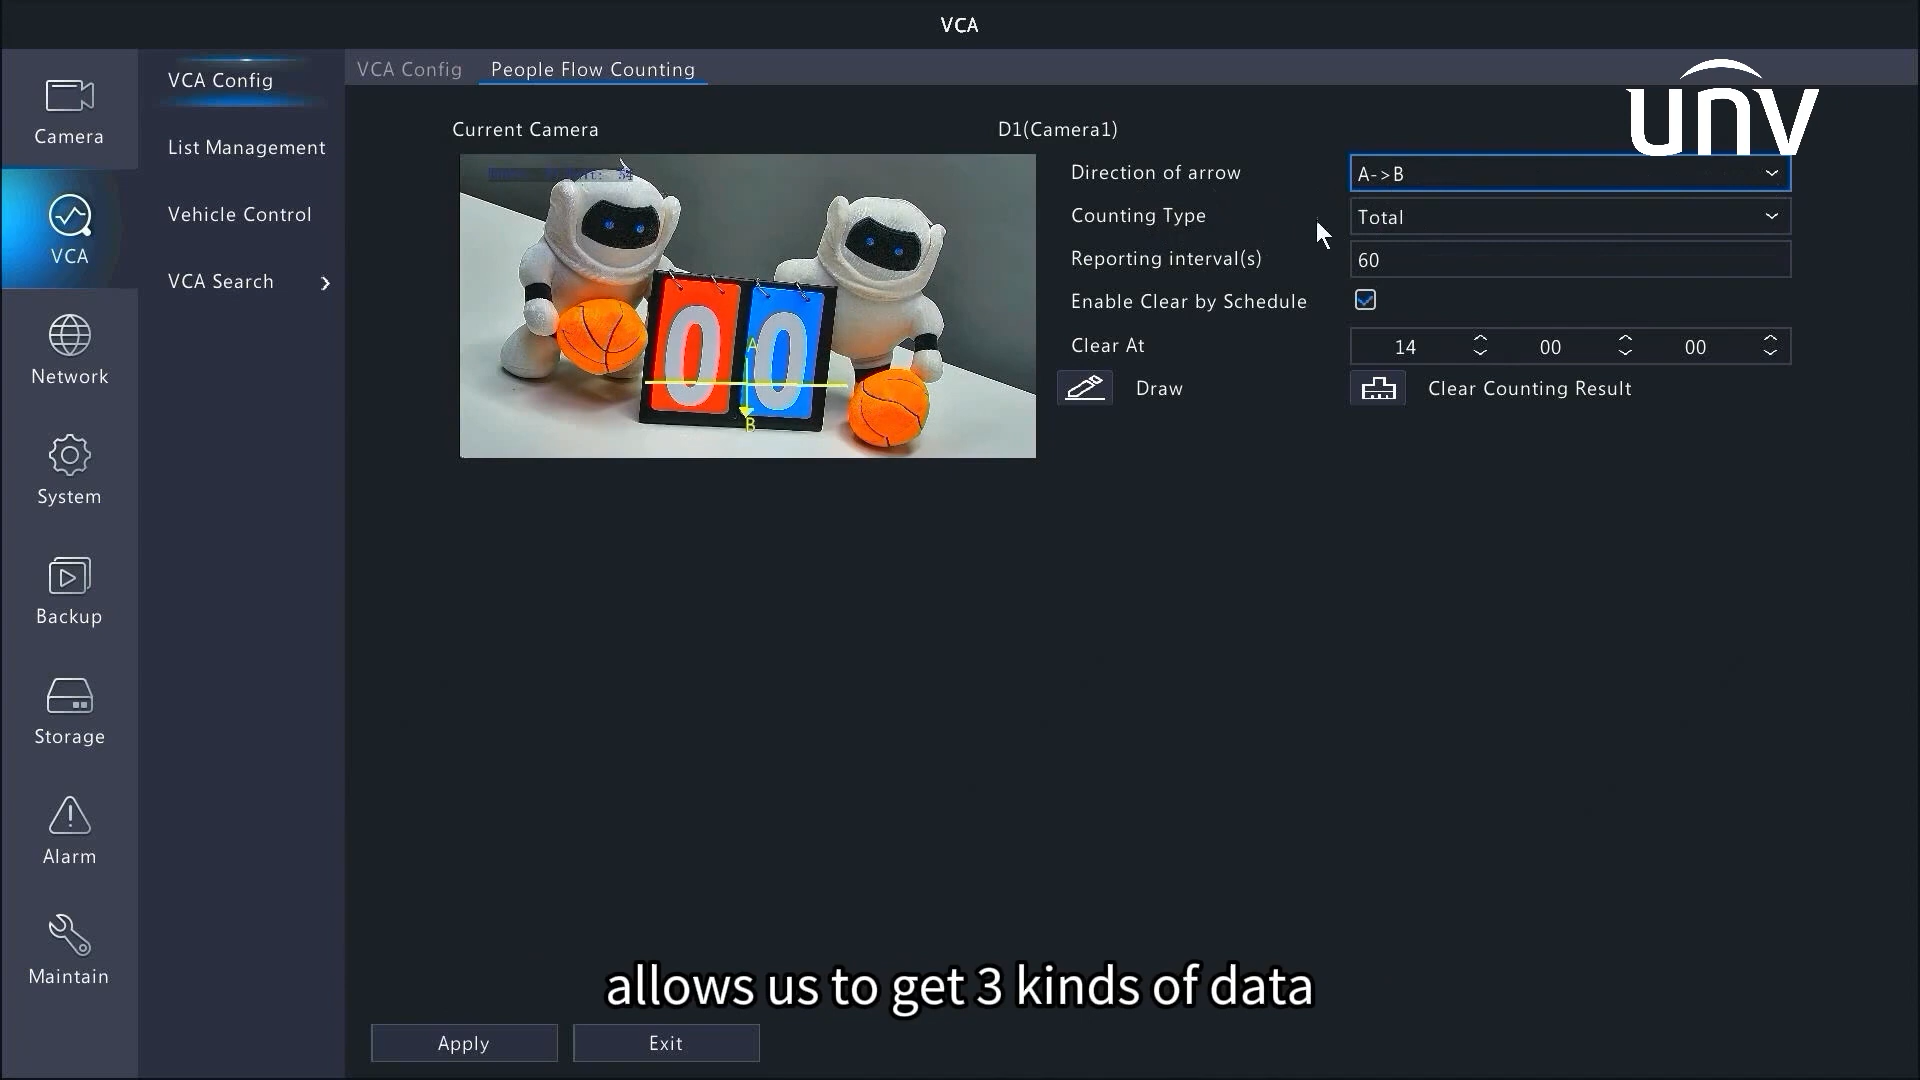 VCA
unv
Camera
VCA
Network
System
Backup
Storage
Alarm
Maintain
VCA Config
List Management
Vehicle Control
VCA Search
VCA Config
People Flow Counting
Current Camera
D1(Camera1)
0 0
A
B
Direction of arrow
A->B
Counting Type
Total
Reporting interval(s)
60
Enable Clear by Schedule
Clear At
14 00 00
Draw
Clear Counting Result
allows us to get 3 kinds of data
Apply
Exit